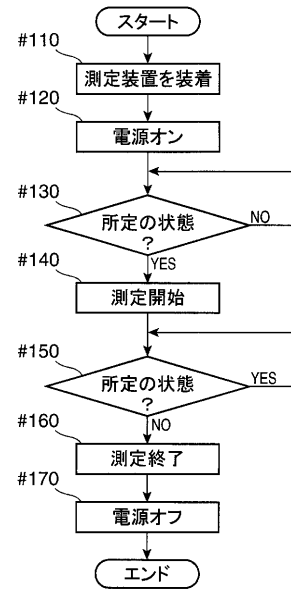 スタート
#110
測定装置を装着
#120
電源オン
#130
所定の状態
?
NO
YES
#140
測定開始
#150
所定の状態
?
YES
NO
#160
測定終了
#170
電源オフ
エンド